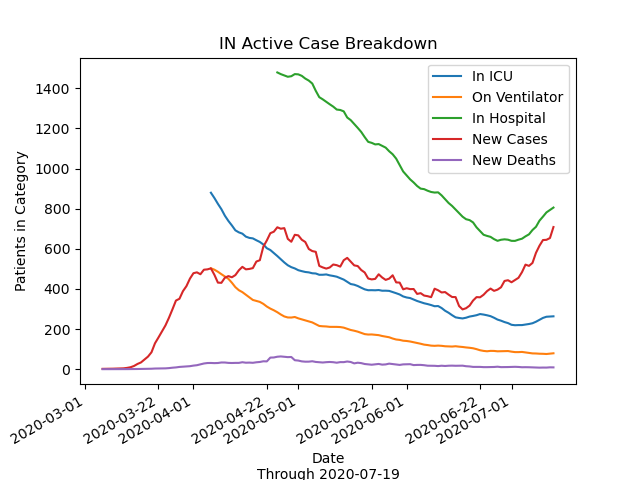 IN Active Case Breakdown
In ICU
On Ventilator
In Hospital
New Cases
New Deaths
Patients in Category
1400
1200
1000
800
600
400
200
0
2020-03-01
2020-03-22
2020-04-01
2020-04-22
2020-05-01
2020-05-22
2020-06-01
2020-06-22
2020-07-01
Date
Through 2020-07-19